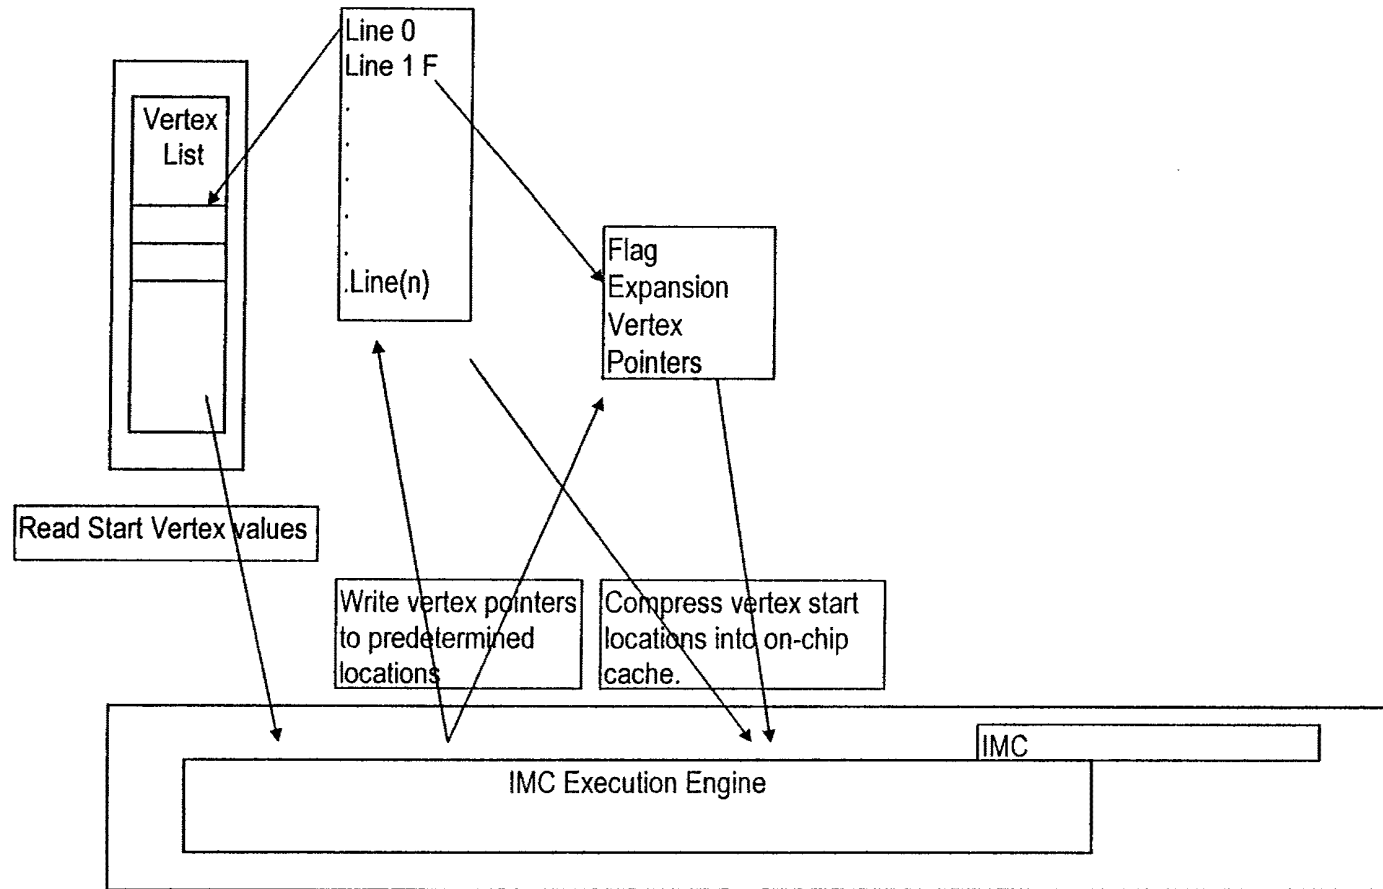 Line 0
Line 1 F
.
.
.
.
.
.Line(n)
Vertex
List
Flag
Expansion
Vertex
Pointers
Read Start Vertex values
Write vertex pointers
to predetermined
locations
Compress vertex start
locations into on-chip
cache.
IMC
IMC Execution Engine